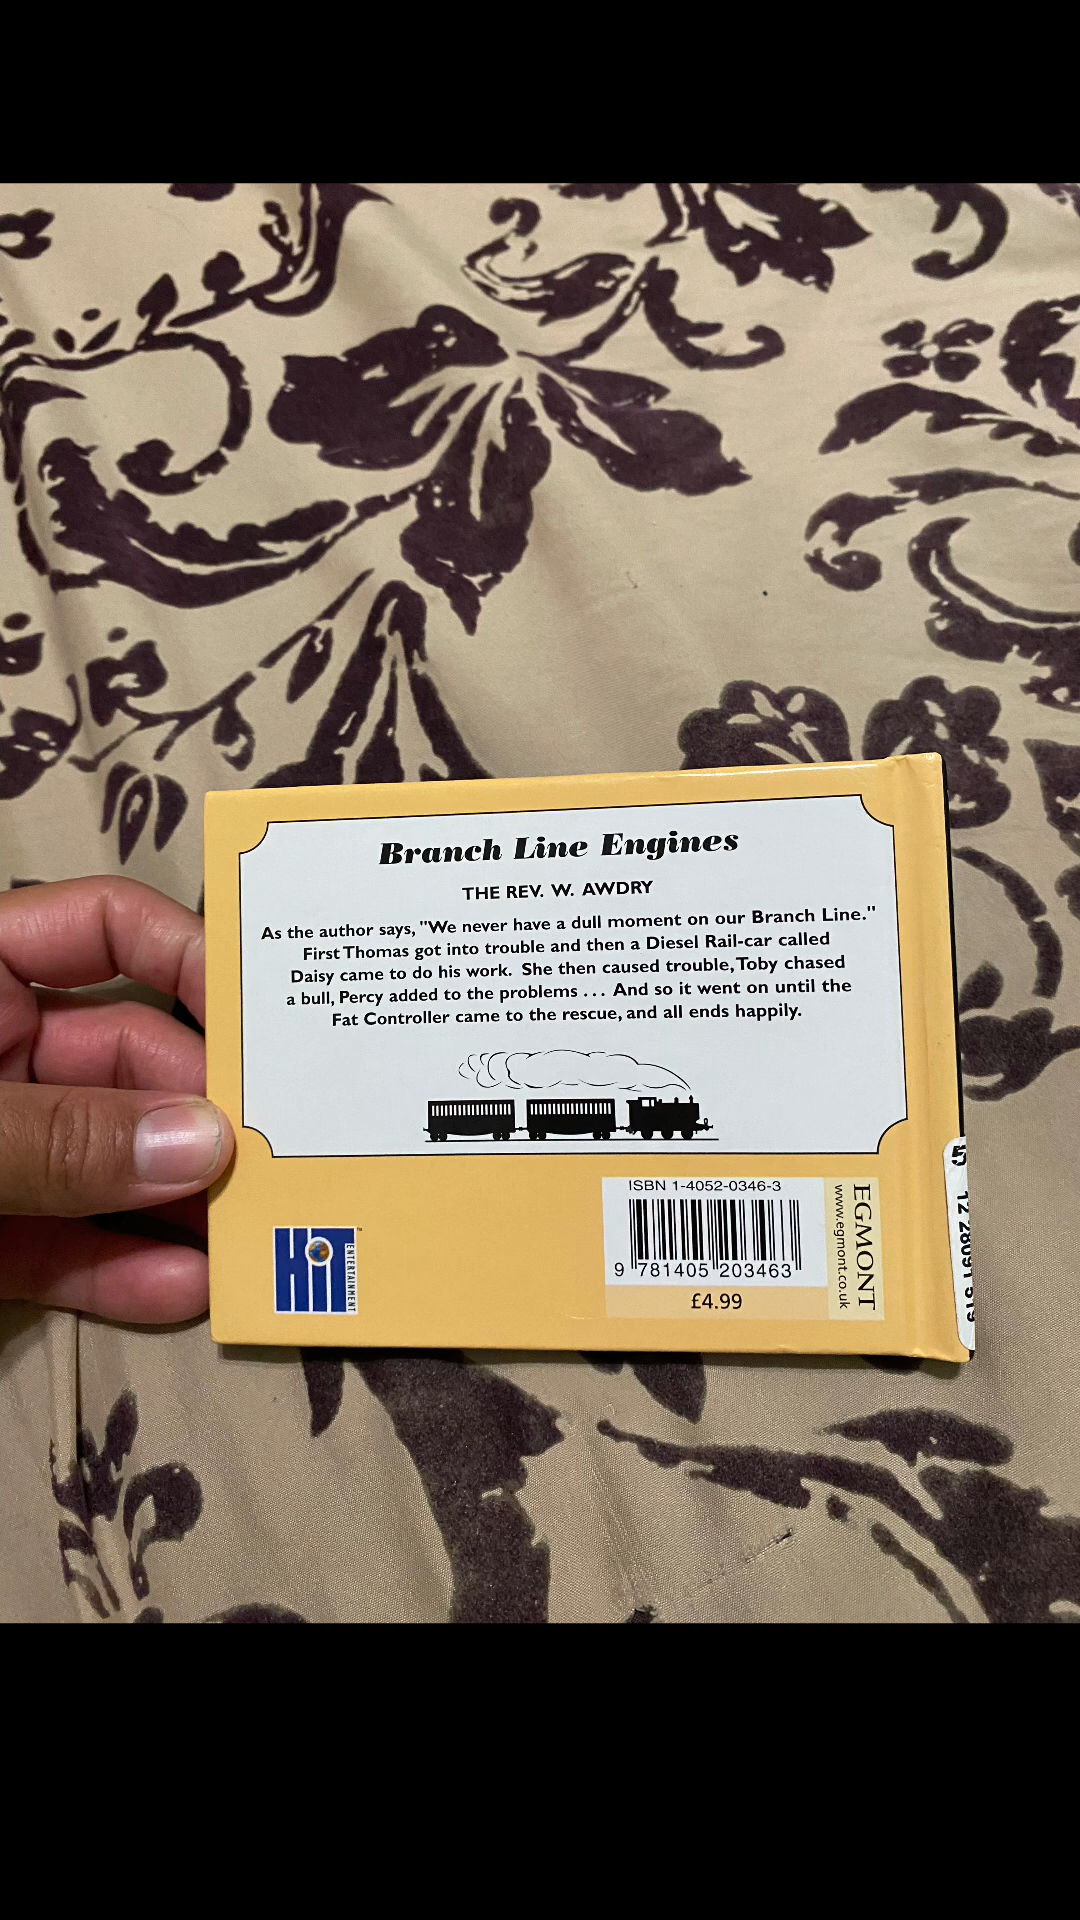 Branch Line Engines
THE REV. W. AWDRY
As the author says, "We never have a dull moment on our Branch Line."
First Thomas got into trouble and then a Diesel Rail-car called
Daisy came to do his work. She then caused trouble, Toby chased
a bull, Percy added to the problems ... And so it went on until the
Fat Controller came to the rescue, and all ends happily.
HiT
ENTERTAINMENT
™
ISBN 1-4052-0346-3
9 781405 203463
£4.99
EGMONT
www.egmont.co.uk
5